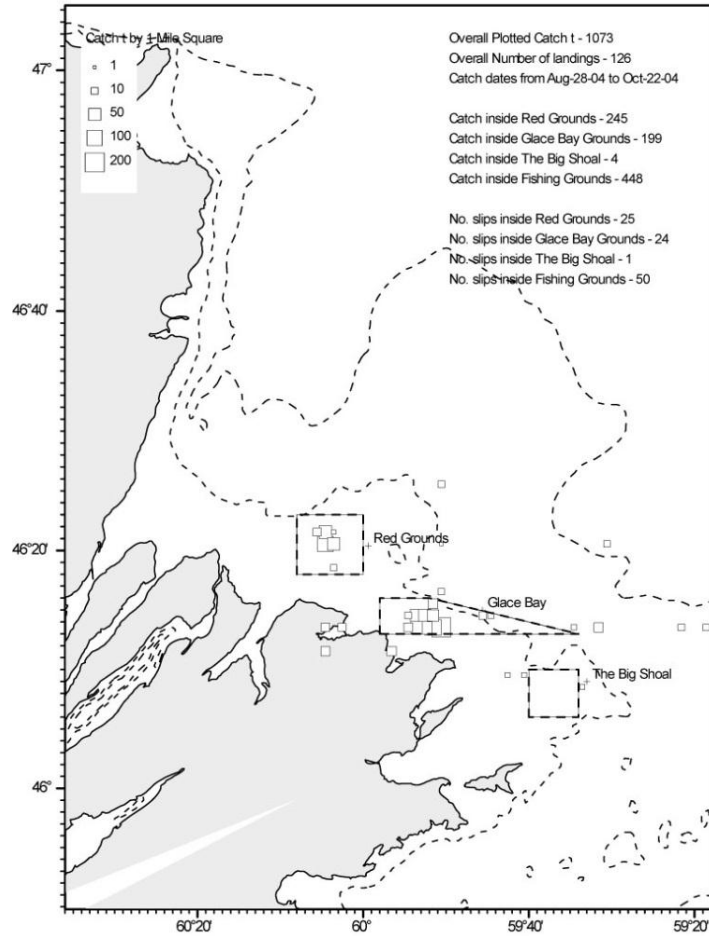 Catch t by 1 Mile Square
1
10
50
100
200
Overall Plotted Catch t - 1073
Overall Number of landings - 126
Catch dates from Aug-28-04 to Oct-22-04
Catch inside Red Grounds - 245
Catch inside Glace Bay Grounds - 199
Catch inside The Big Shoal - 4
Catch inside Fishing Grounds - 448
No. slips inside Red Grounds - 25
No. slips inside Glace Bay Grounds - 24
No. slips inside The Big Shoal - 1
No. slips inside Fishing Grounds - 50
47°
46°40'
46°20'
46°
Red Grounds
Glace Bay
The Big Shoal
60°20'
60°
59°40'
59°20'